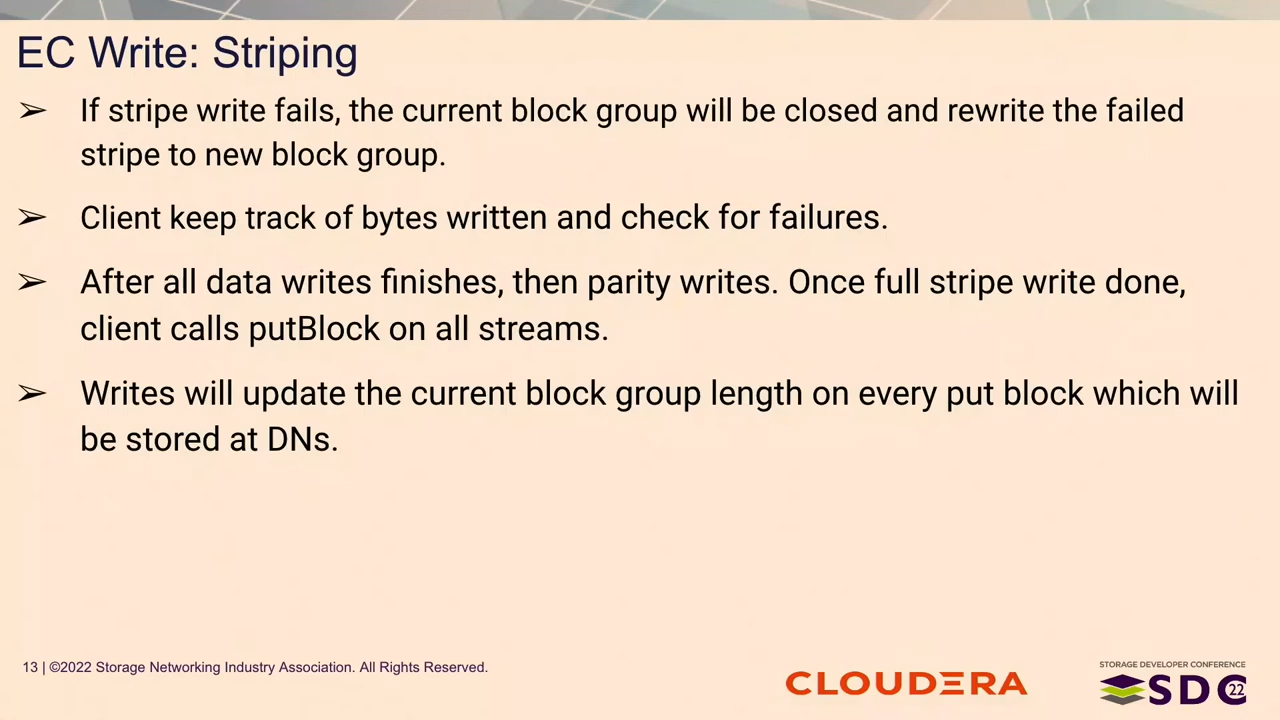 EC Write: Striping
➢ If stripe write fails, the current block group will be closed and rewrite the failed
stripe to new block group.
➢ Client keep track of bytes written and check for failures.
➢ After all data writes finishes, then parity writes. Once full stripe write done,
client calls putBlock on all streams.
➢ Writes will update the current block group length on every put block which will
be stored at DNs.
13 | ©2022 Storage Networking Industry Association. All Rights Reserved.
CLOUDERA
STORAGE DEVELOPER CONFERENCE
SDC 22